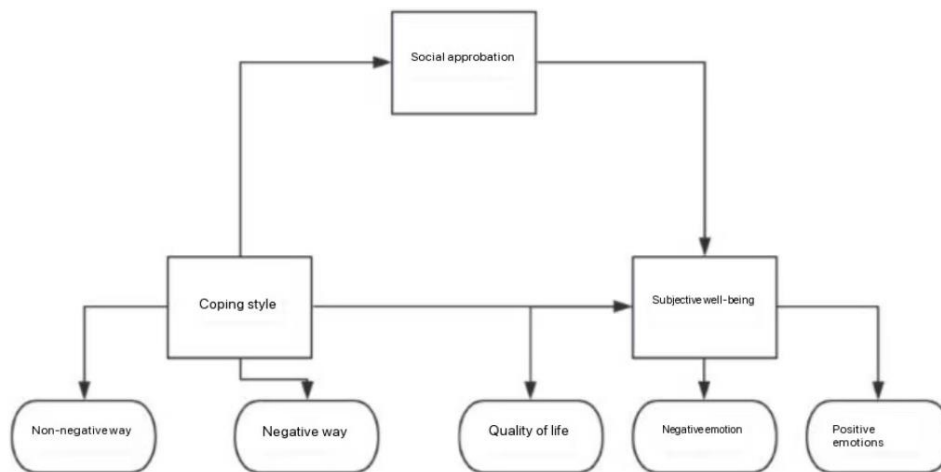 Social approbation
Coping style
Subjective well-being
Non-negative way
Negative way
Quality of life
Negative emotion
Positive
emotions